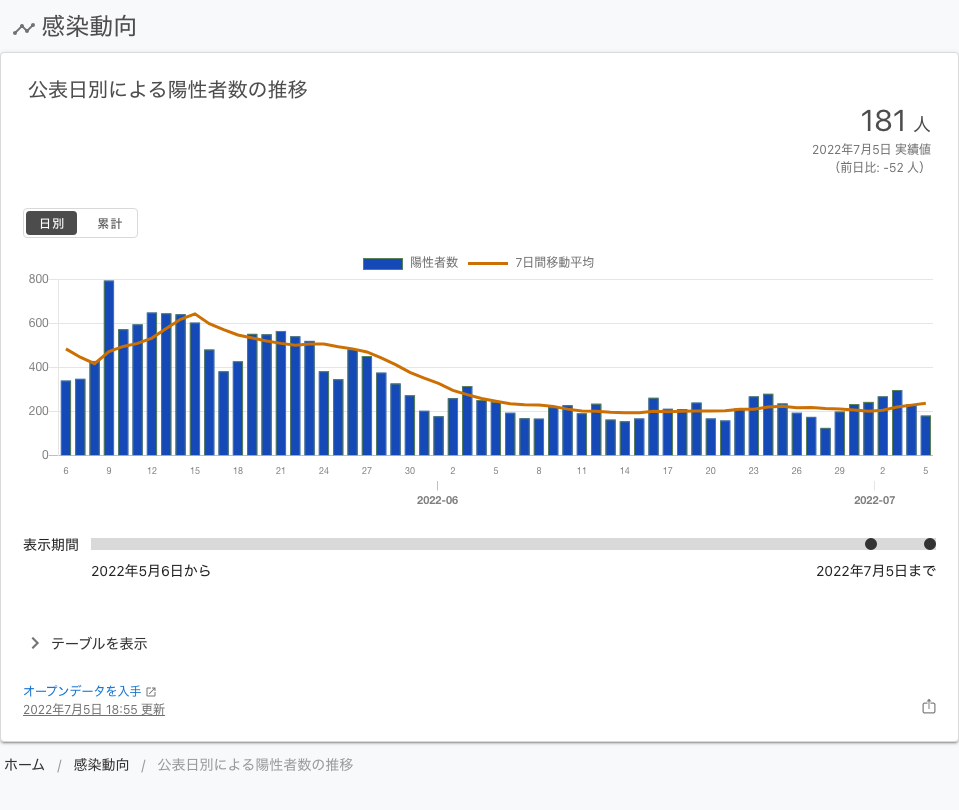 感染動向
公表日別による陽性者数の推移
181 人
2022年7月5日 実績値
（前日比: -52 人）
日別 累計
陽性者数 7日間移動平均
800
600
400
200
0
6 9 12 15 18 21 24 27 30 2 5 8 11 14 17 20 23 26 29 2 5
2022-06 2022-07
表示期間
2022年5月6日から 2022年7月5日まで
テーブルを表示
オープンデータを入手
2022年7月5日 18:55 更新
ホーム / 感染動向 / 公表日別による陽性者数の推移